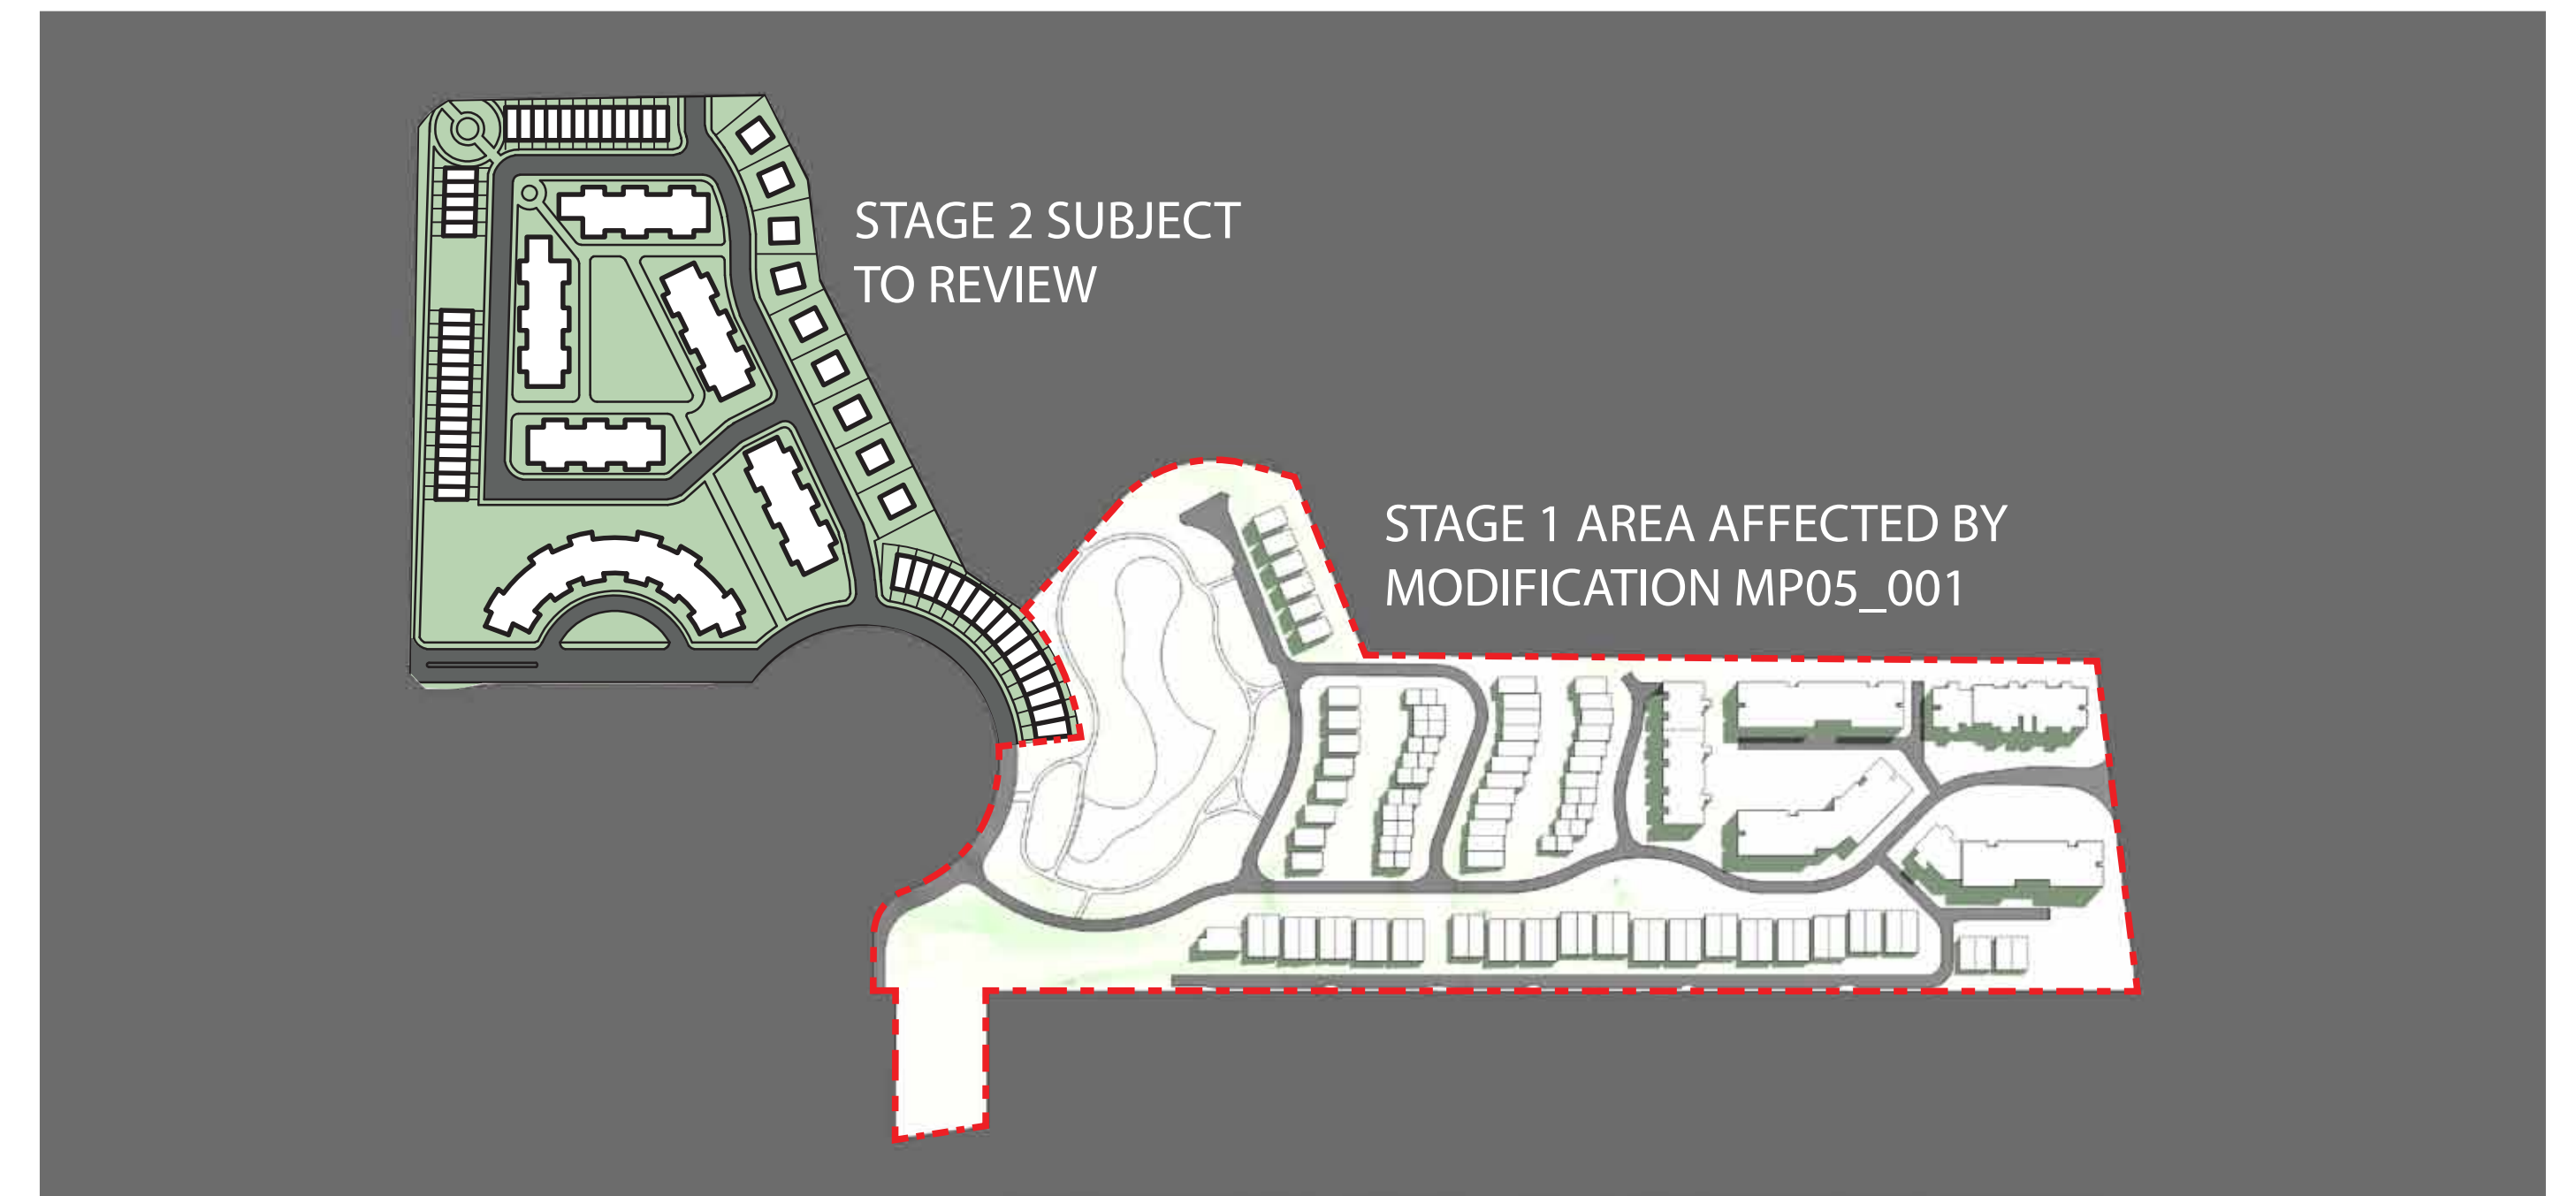 STAGE 2 SUBJECT
TO REVIEW
STAGE 1 AREA AFFECTED BY
MODIFICATION MP05_001